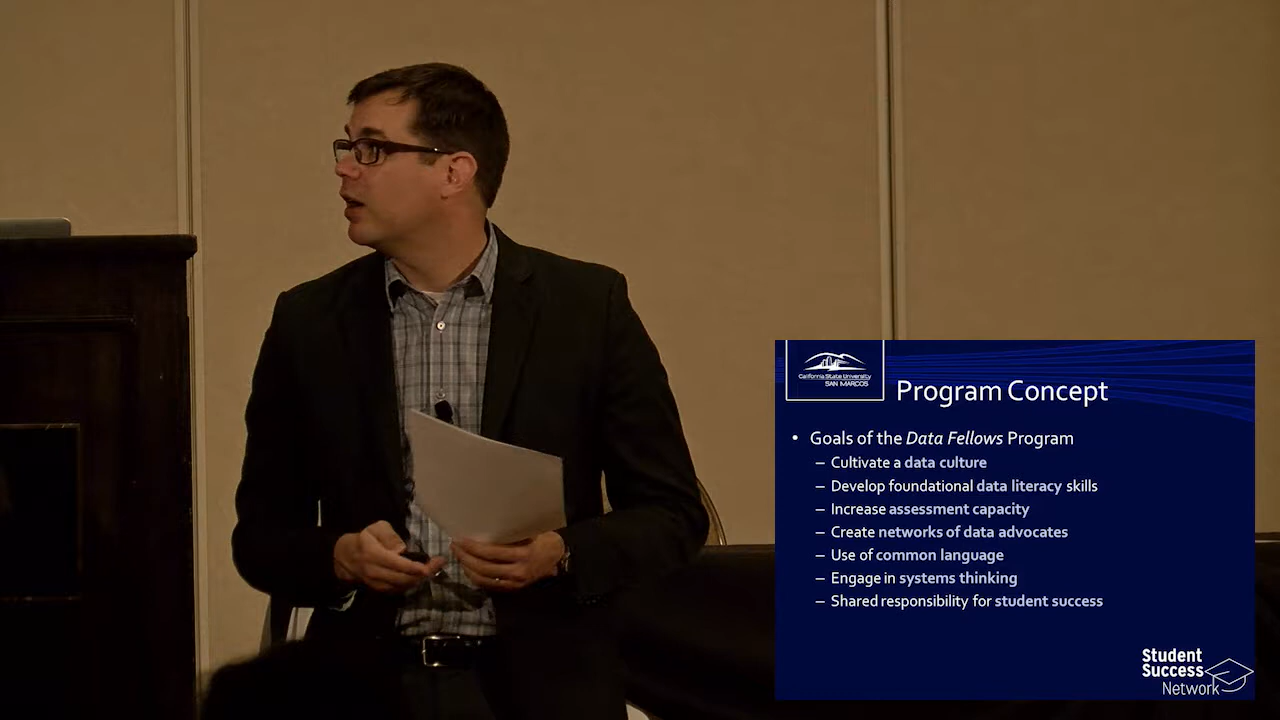 California State University
SAN MARCOS
Program Concept
• Goals of the Data Fellows Program
– Cultivate a data culture
– Develop foundational data literacy skills
– Increase assessment capacity
– Create networks of data advocates
– Use of common language
– Engage in systems thinking
– Shared responsibility for student success
Student
Success
Network